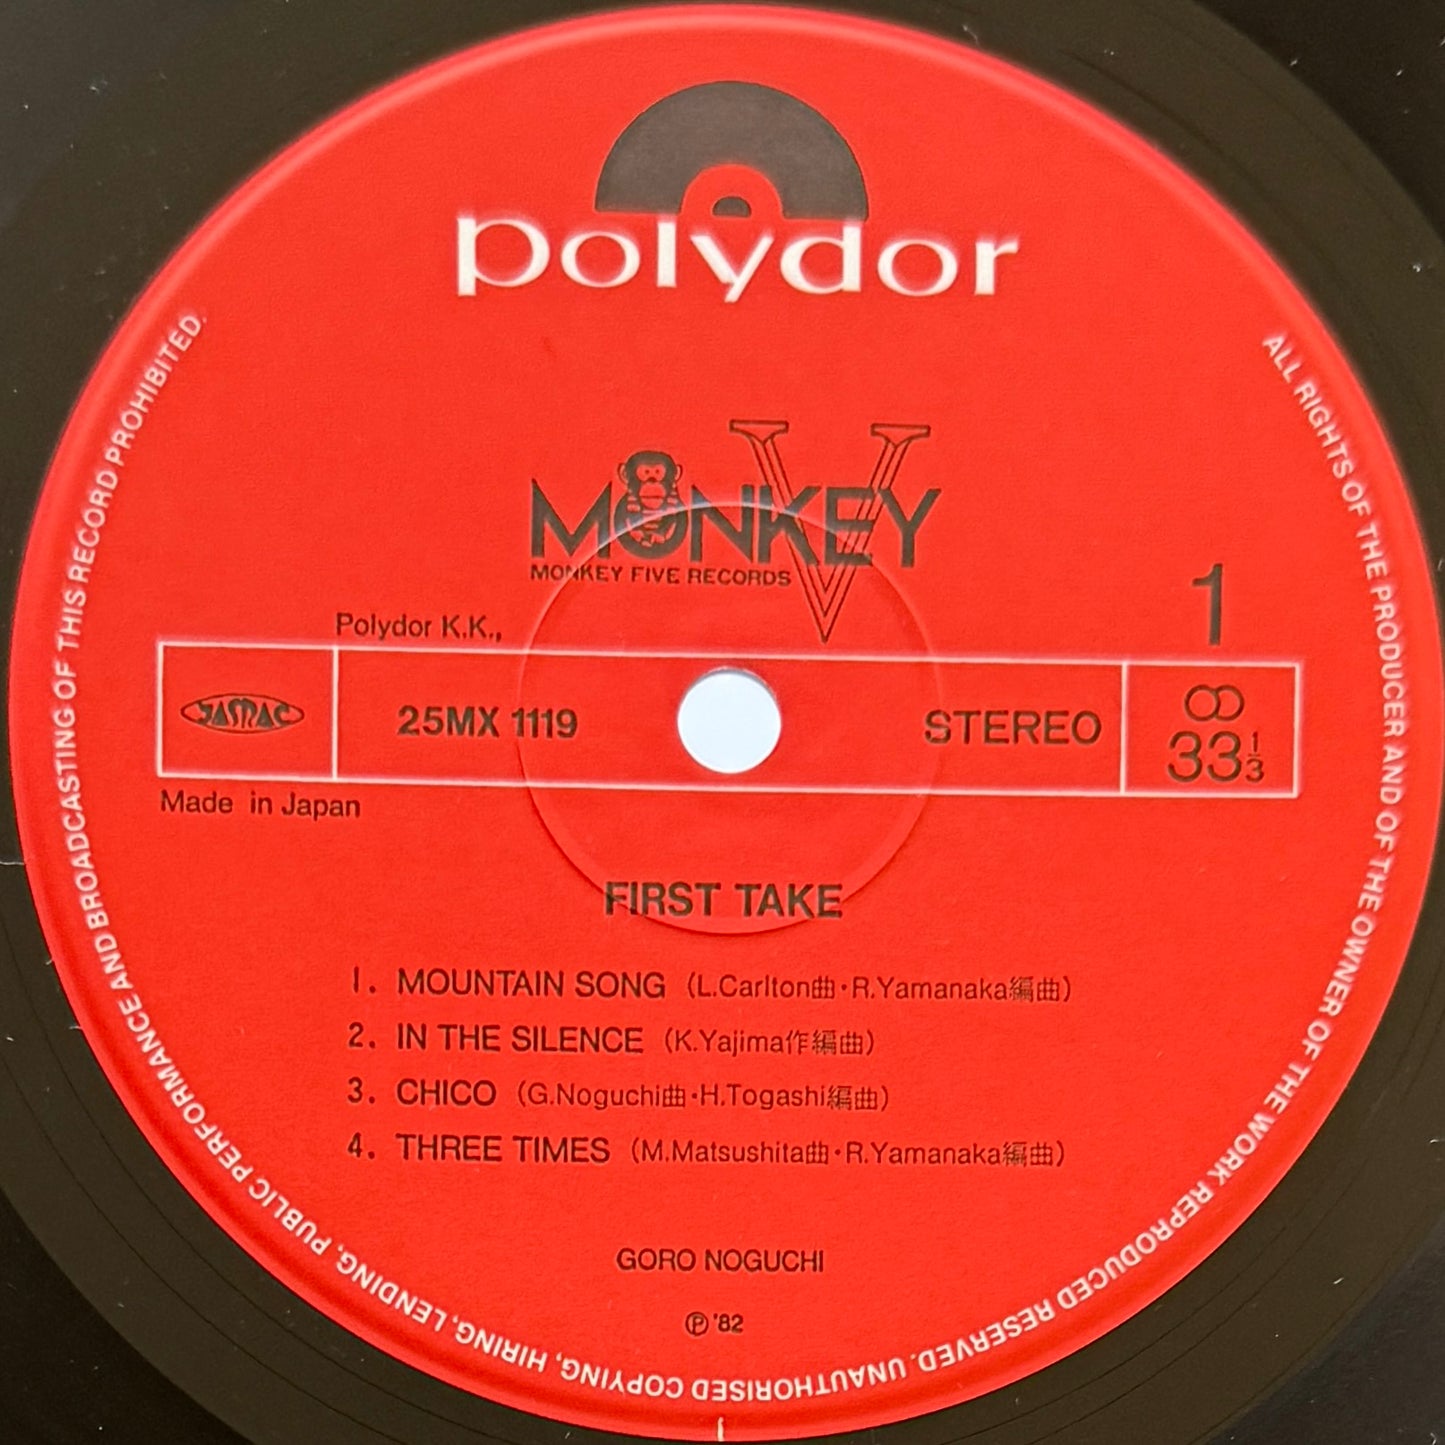 polydor
MONKEY V
MONKEY FIVE RECORDS
1
Polydor K.K.,
JASRAC
25MX 1119
STEREO
∞
33 1/3
Made in Japan
FIRST TAKE
1. MOUNTAIN SONG (L.Carlton曲・R.Yamanaka編曲)
2. IN THE SILENCE (K.Yajima作編曲)
3. CHICO (G.Noguchi曲・H.Togashi編曲)
4. THREE TIMES (M.Matsushita曲・R.Yamanaka編曲)
GORO NOGUCHI
Ⓟ '82
ALL RIGHTS OF THE PRODUCER AND OF THE OWNER OF THE WORK REPRODUCED RESERVED. UNAUTHORISED COPYING, HIRING, LENDING, PUBLIC PERFORMANCE AND BROADCASTING OF THIS RECORD PROHIBITED.